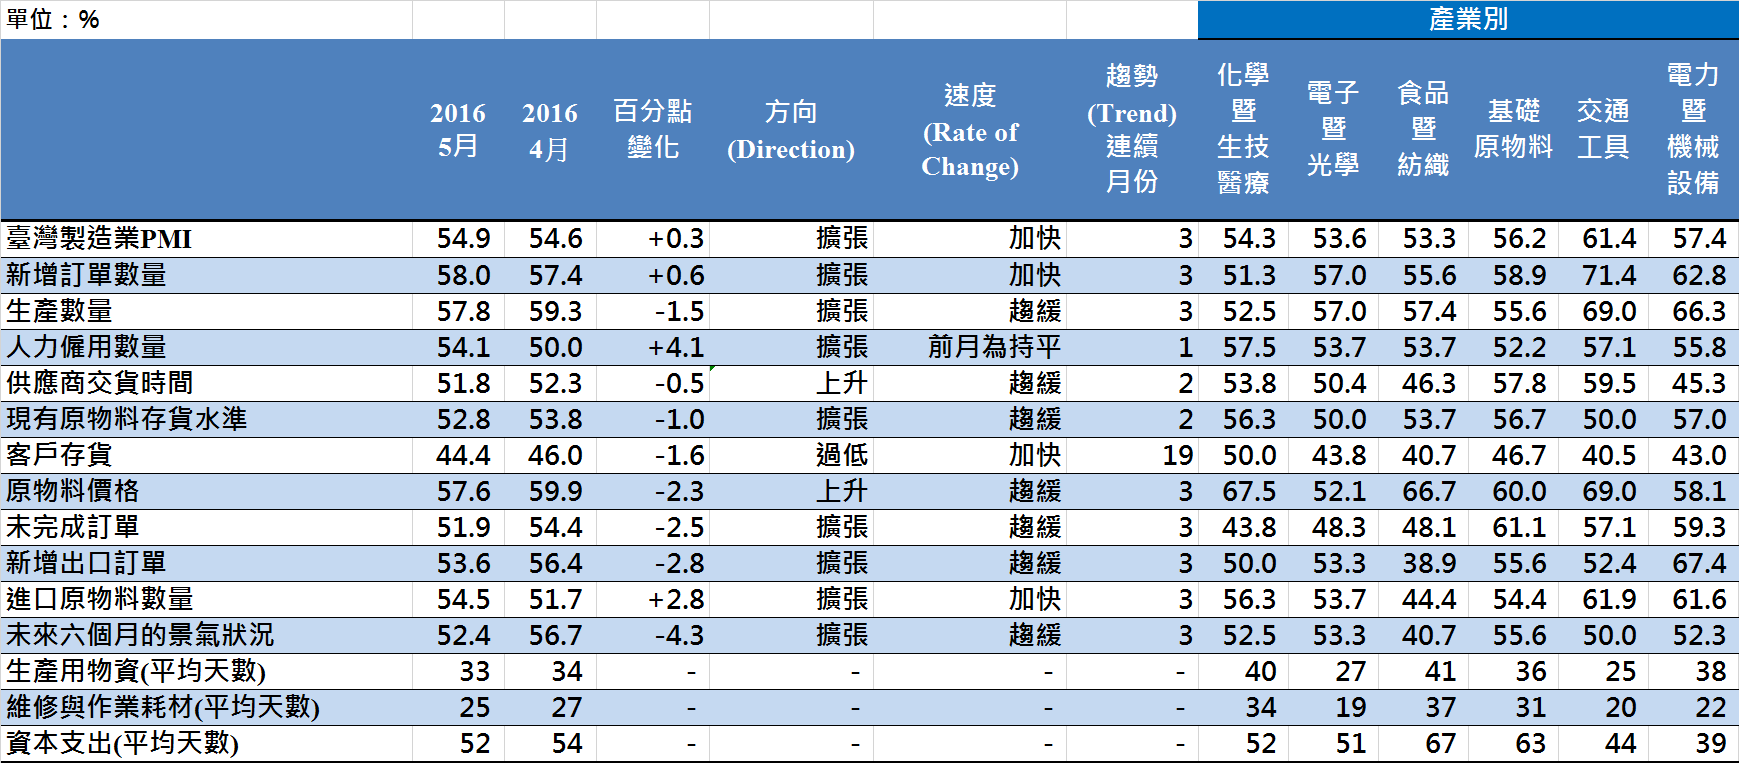 單位：% 產業別
2016 5月 2016 4月 百分點變化 方向 (Direction) 速度 (Rate of Change) 趨勢 (Trend) 連續月份 化學暨生技醫療 電子暨光學 食品暨紡織 基礎原物料 交通工具 電力暨機械設備
臺灣製造業PMI 54.9 54.6 +0.3 擴張 加快 3 54.3 53.6 53.3 56.2 61.4 57.4
新增訂單數量 58.0 57.4 +0.6 擴張 加快 3 51.3 57.0 55.6 58.9 71.4 62.8
生產數量 57.8 59.3 -1.5 擴張 趨緩 3 52.5 57.0 57.4 55.6 69.0 66.3
人力僱用數量 54.1 50.0 +4.1 擴張 前月為持平 1 57.5 53.7 53.7 52.2 57.1 55.8
供應商交貨時間 51.8 52.3 -0.5 上升 趨緩 2 53.8 50.4 46.3 57.8 59.5 45.3
現有原物料存貨水準 52.8 53.8 -1.0 擴張 趨緩 2 56.3 50.0 53.7 56.7 50.0 57.0
客戶存貨 44.4 46.0 -1.6 過低 加快 19 50.0 43.8 40.7 46.7 40.5 43.0
原物料價格 57.6 59.9 -2.3 上升 趨緩 3 67.5 52.1 66.7 60.0 69.0 58.1
未完成訂單 51.9 54.4 -2.5 擴張 趨緩 3 43.8 48.3 48.1 61.1 57.1 59.3
新增出口訂單 53.6 56.4 -2.8 擴張 趨緩 3 50.0 53.3 38.9 55.6 52.4 67.4
進口原物料數量 54.5 51.7 +2.8 擴張 加快 3 56.3 53.7 44.4 54.4 61.9 61.6
未來六個月的景氣狀況 52.4 56.7 -4.3 擴張 趨緩 3 52.5 53.3 40.7 55.6 50.0 52.3
生產用物資(平均天數) 33 34 - - - - 40 27 41 36 25 38
維修與作業耗材(平均天數) 25 27 - - - - 34 19 37 31 20 22
資本支出(平均天數) 52 54 - - - - 52 51 67 63 44 39